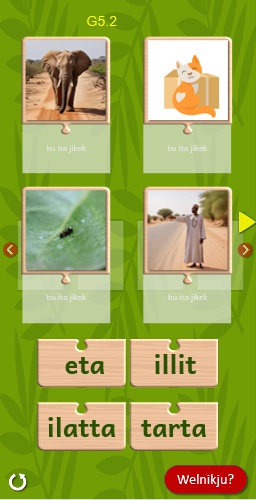 G5.2
bu ita jikek
bu ita jikek
bu ita jikek
bu ita jikek
eta
illit
ilatta
tarta
Welnikju?